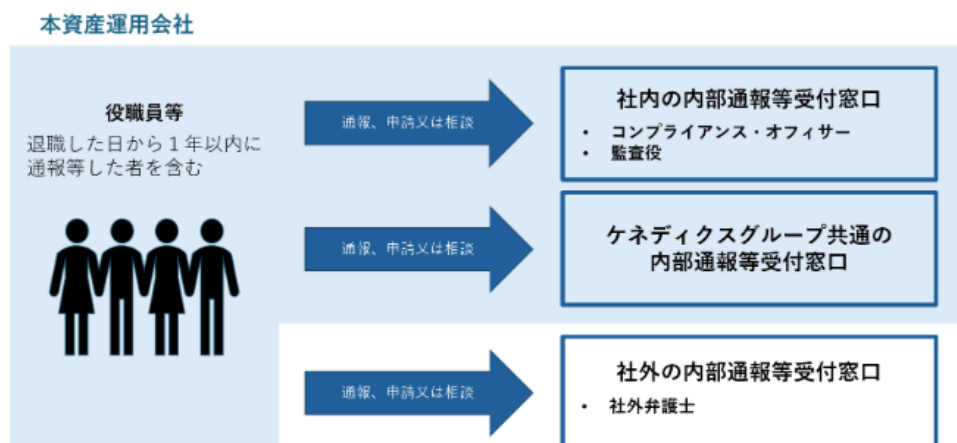 本資産運用会社
役職員等
退職した日から１年以内に
通報等した者を含む
通報、申請又は相談
社内の内部通報等受付窓口
・ コンプライアンス・オフィサー
・ 監査役
通報、申請又は相談
ケネディクスグループ共通の
内部通報等受付窓口
通報、申請又は相談
社外の内部通報等受付窓口
・ 社外弁護士